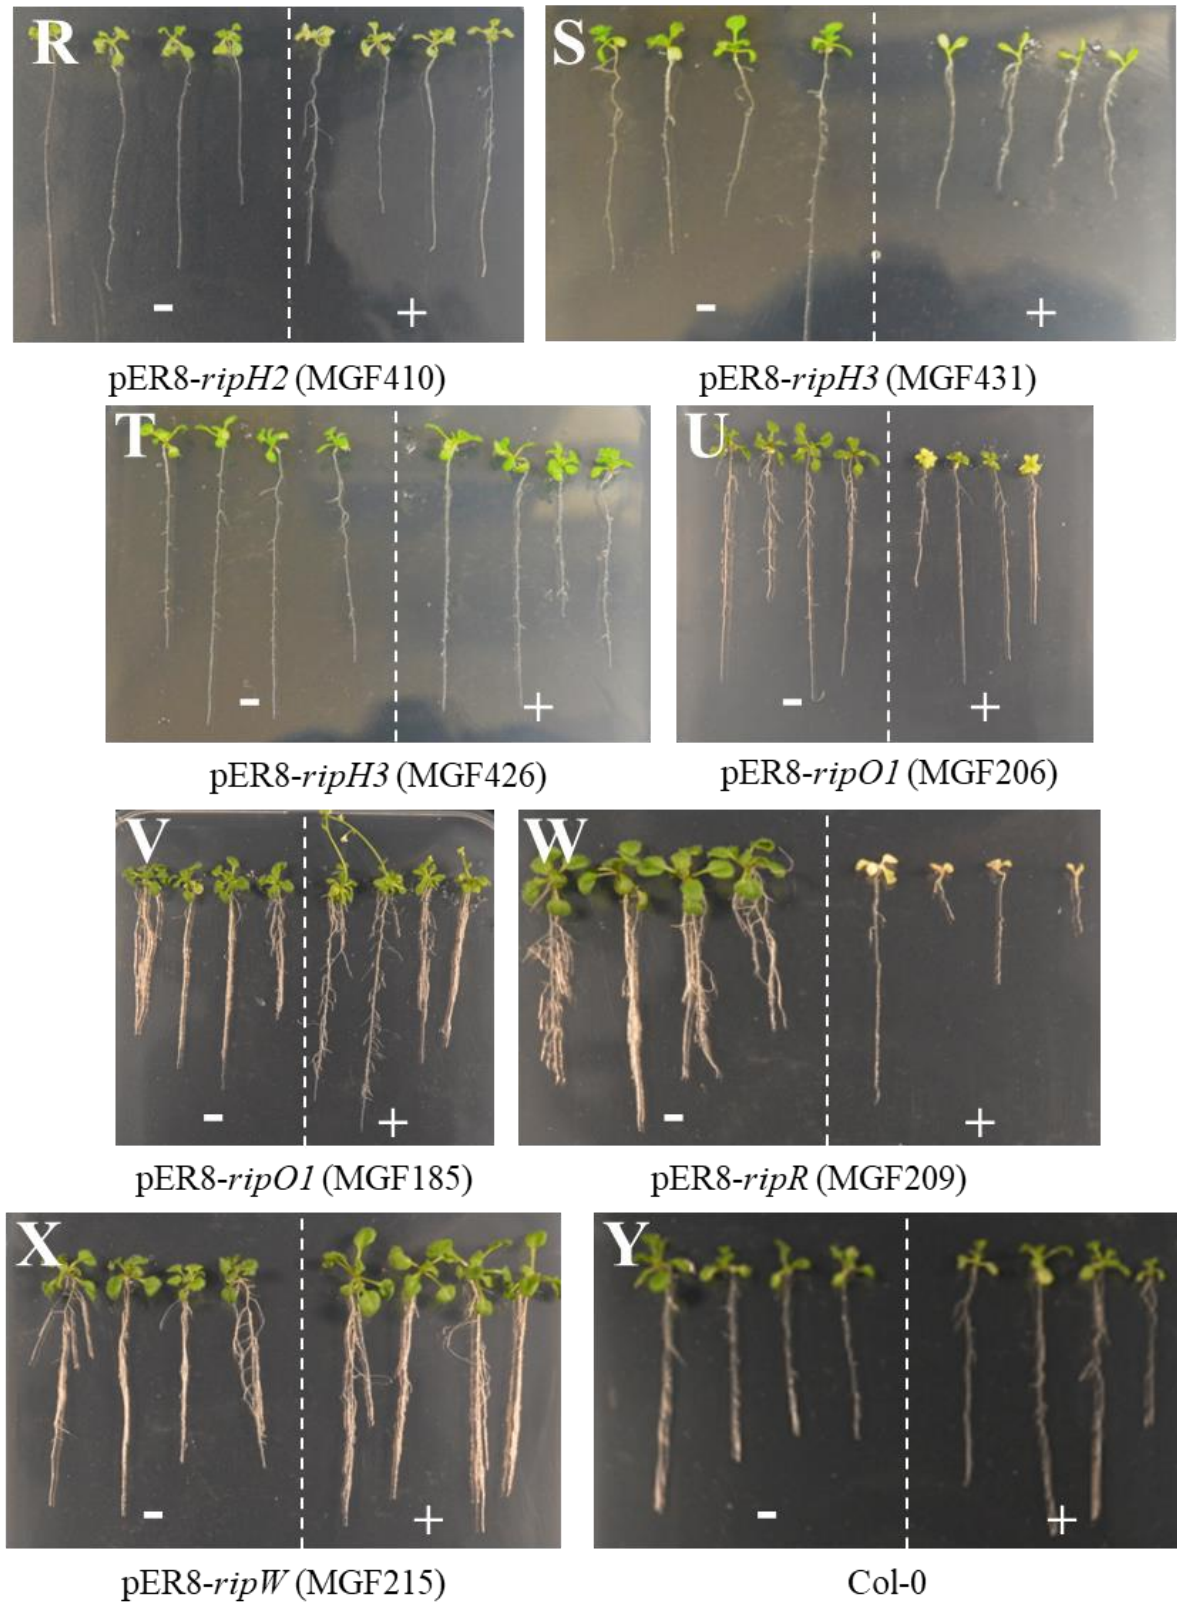 R
S
- +
- +
pER8-ripH2 (MGF410)
pER8-ripH3 (MGF431)
T
U
- +
- +
pER8-ripH3 (MGF426)
pER8-ripO1 (MGF206)
V
W
- +
- +
pER8-ripO1 (MGF185)
pER8-ripR (MGF209)
X
Y
- +
- +
pER8-ripW (MGF215)
Col-0